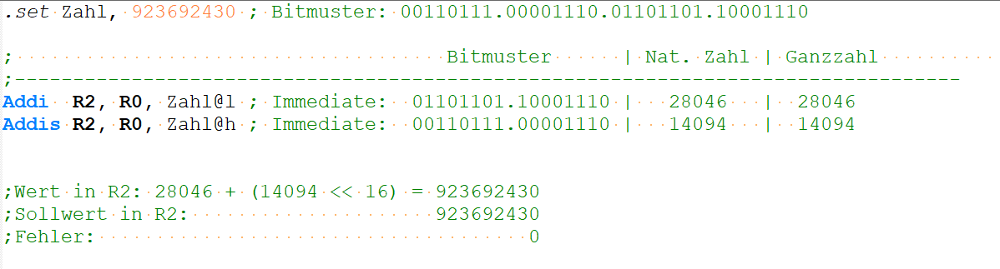 .set Zahl, 923692430 ; Bitmuster: 00110111.00001110.01101101.10001110
; Bitmuster | Nat. Zahl | Ganzzahl
;------------------------------------------------------------------------------------
Addi R2, R0, Zahl@l ; Immediate: 01101101.10001110 | 28046 | 28046
Addis R2, R0, Zahl@h ; Immediate: 00110111.00001110 | 14094 | 14094
;Wert in R2: 28046 + (14094 << 16) = 923692430
;Sollwert in R2: 923692430
;Fehler: 0